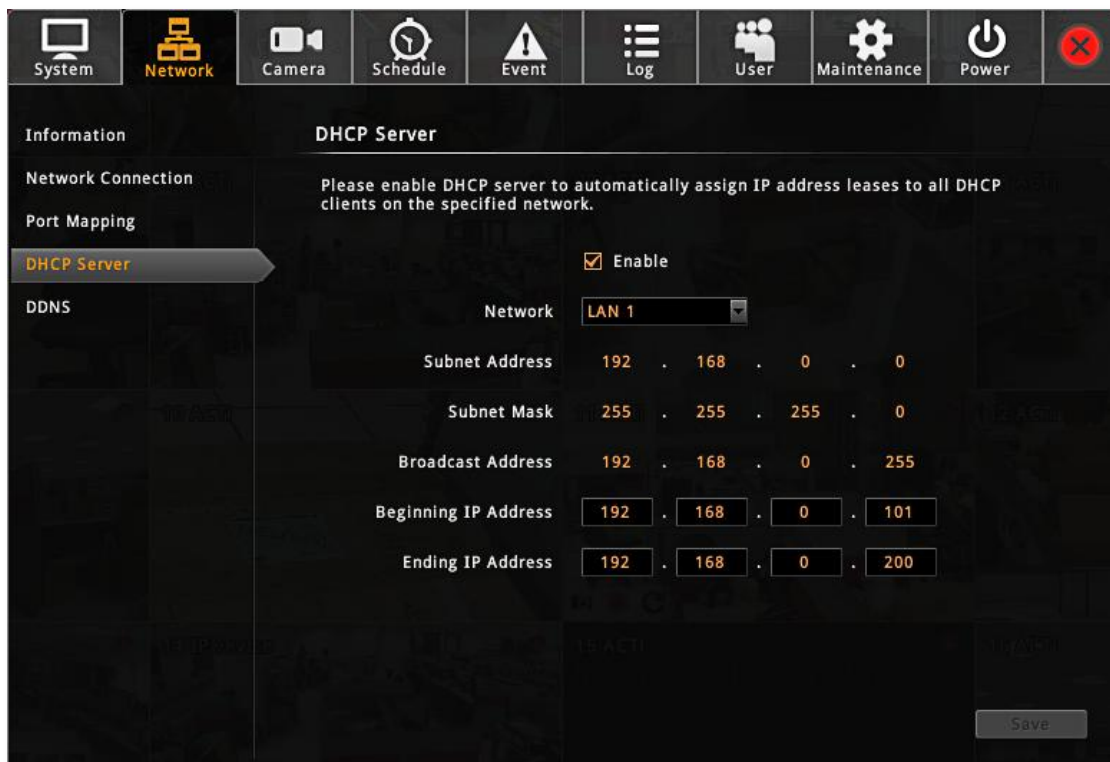 System Network Camera Schedule Event Log User Maintenance Power
Information
Network Connection
Port Mapping
DHCP Server
DDNS
DHCP Server
Please enable DHCP server to automatically assign IP address leases to all DHCP
clients on the specified network.
Enable
Network LAN 1
Subnet Address 192 . 168 . 0 . 0
Subnet Mask 255 . 255 . 255 . 0
Broadcast Address 192 . 168 . 0 . 255
Beginning IP Address 192 . 168 . 0 . 101
Ending IP Address 192 . 168 . 0 . 200
15 ACTi
Save